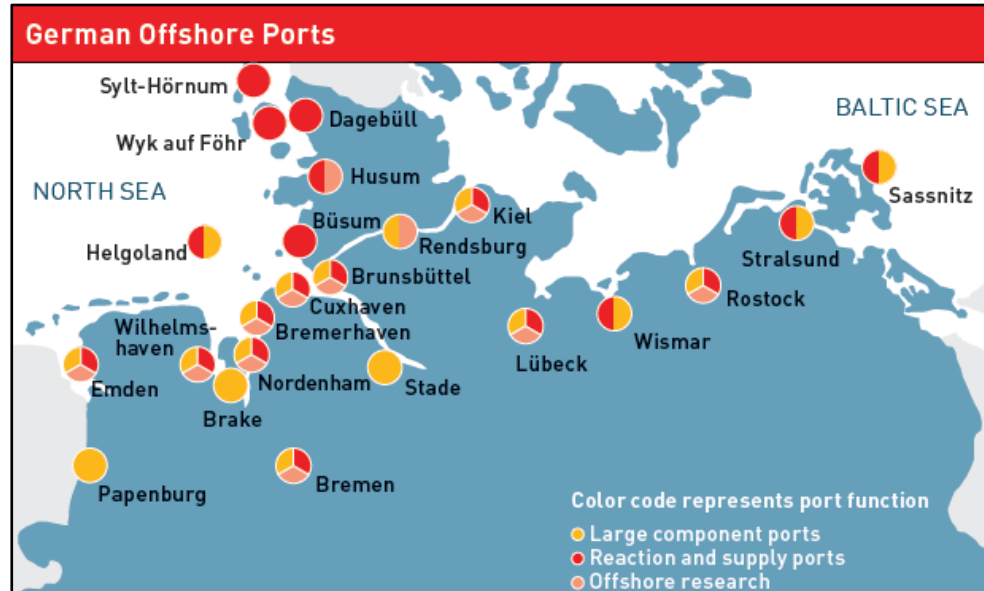 German Offshore Ports
Sylt-Hörnum
BALTIC SEA
Dagebüll
Wyk auf Föhr
Husum
NORTH SEA
Sassnitz
Kiel
Büsum
Rendsburg
Helgoland
Stralsund
Brunsbüttel
Rostock
Cuxhaven
Wilhelms-
haven
Bremerhaven
Wismar
Lübeck
Emden
Nordenham
Stade
Brake
Papenburg
Bremen
Color code represents port function
Large component ports
Reaction and supply ports
Offshore research